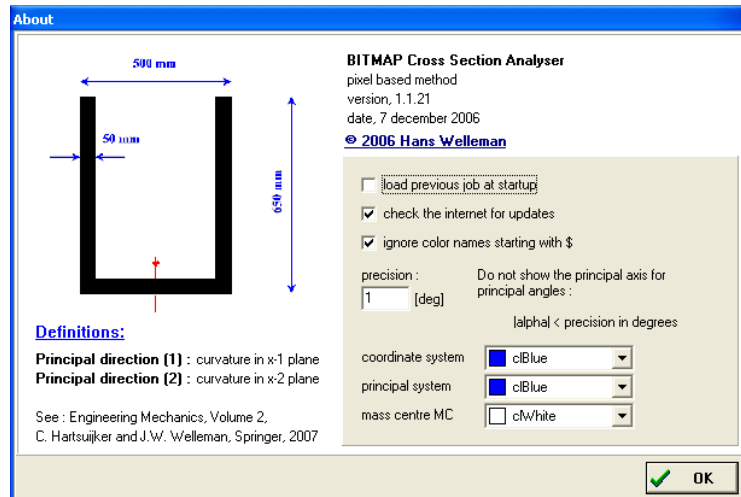 About
500 mm
50 mm
650 mm
Definitions:
Principal direction (1) : curvature in x-1 plane
Principal direction (2) : curvature in x-2 plane
See : Engineering Mechanics, Volume 2,
C. Hartsuijker and J.W. Welleman, Springer, 2007
BITMAP Cross Section Analyser
pixel based method
version, 1.1.21
date, 7 december 2006
© 2006 Hans Welleman
load previous job at startup
check the internet for updates
ignore color names starting with $
precision :
1 [deg]
Do not show the principal axis for
principal angles :
|alpha| < precision in degrees
coordinate system clBlue
principal system clBlue
mass centre MC clWhite
OK